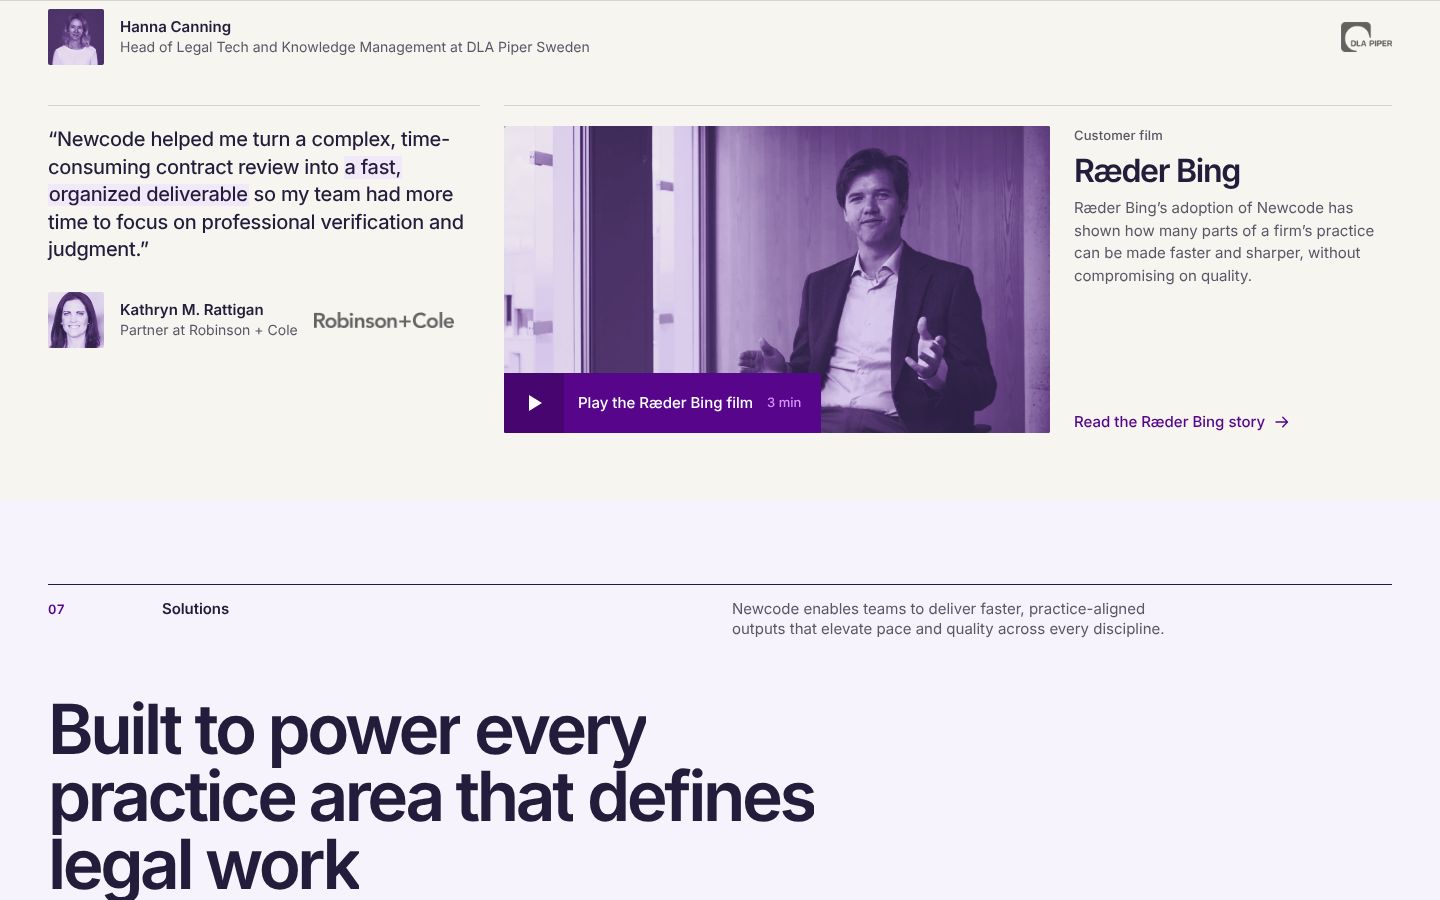 Hanna Canning
Head of Legal Tech and Knowledge Management at DLA Piper Sweden
DLA PIPER
“Newcode helped me turn a complex, time-
consuming contract review into a fast,
organized deliverable so my team had more
time to focus on professional verification and
judgment.”
Kathryn M. Rattigan
Partner at Robinson + Cole
Robinson+Cole
Play the Ræder Bing film 3 min
Customer film
Ræder Bing
Ræder Bing’s adoption of Newcode has
shown how many parts of a firm’s practice
can be made faster and sharper, without
compromising on quality.
Read the Ræder Bing story →
07 Solutions
Newcode enables teams to deliver faster, practice-aligned
outputs that elevate pace and quality across every discipline.
Built to power every
practice area that defines
legal work